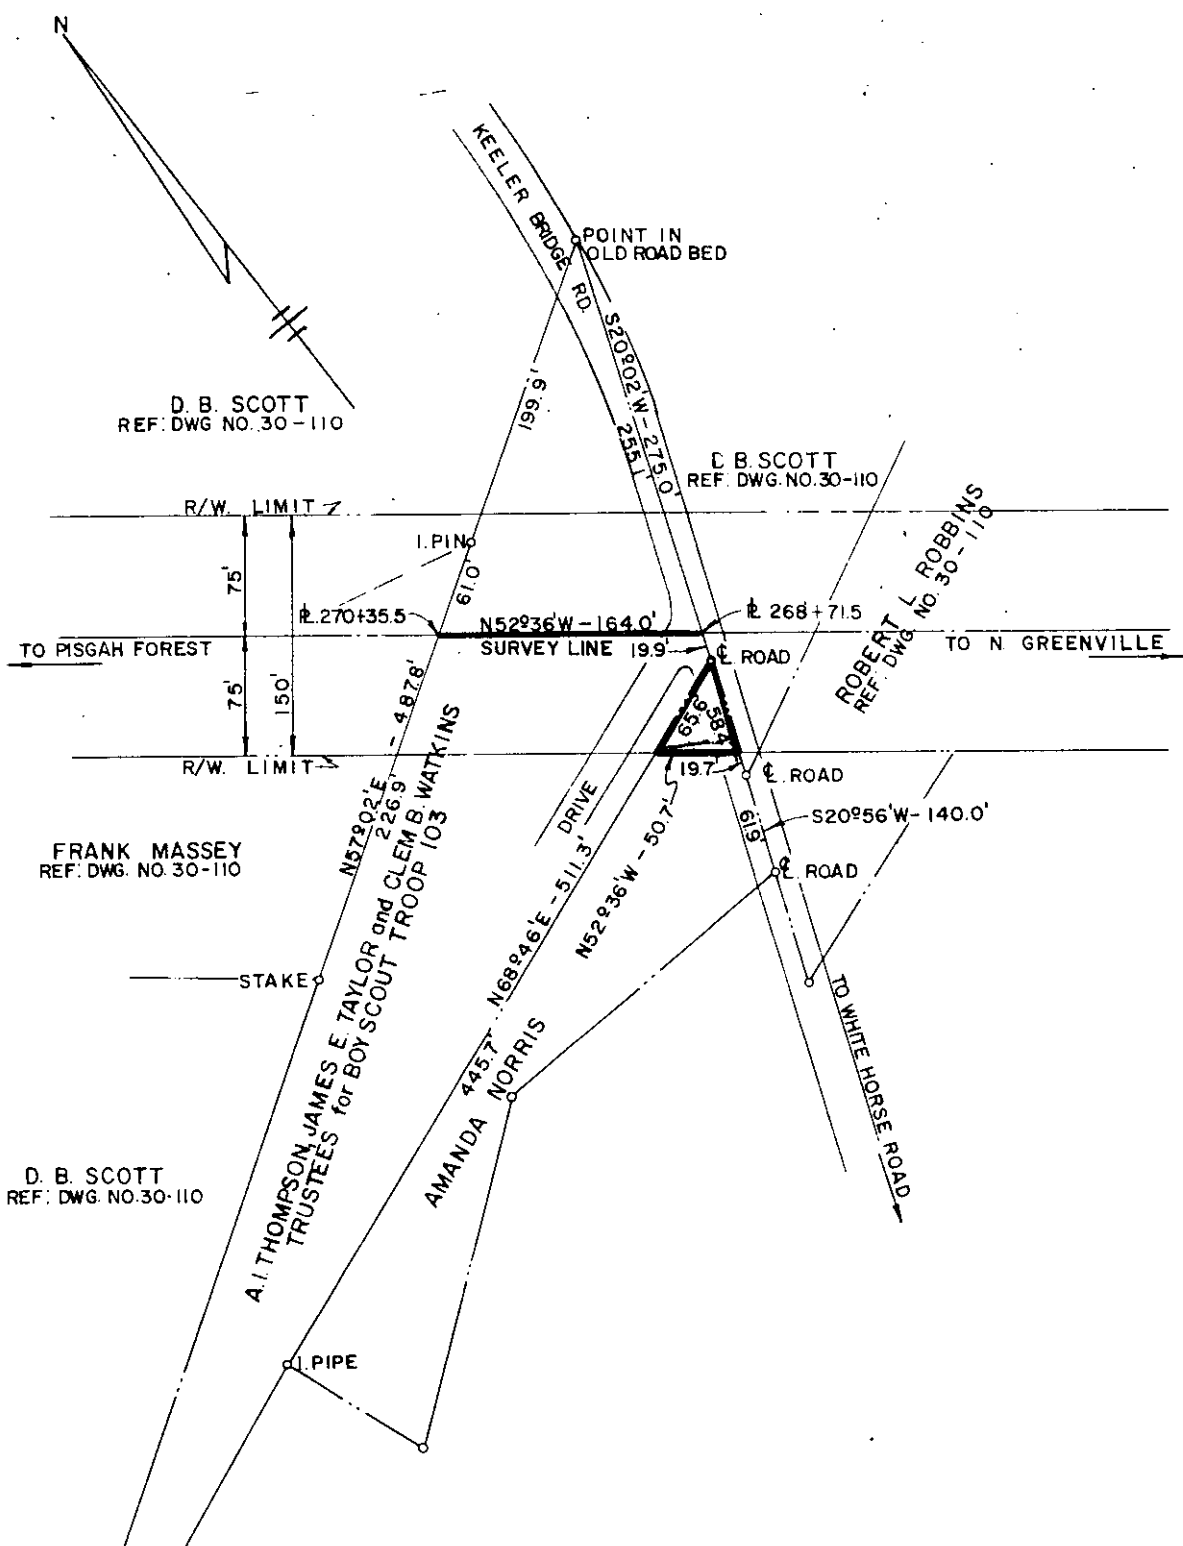 N
KEELER BRIDGE RD.
POINT IN
OLD ROAD BED
S20°02'W-275.0'
255.1'
199.9'
D. B. SCOTT
REF: DWG NO. 30-110
D B. SCOTT
REF: DWG. NO. 30-110
R/W. LIMIT
I. PIN
61.0'
75'
150'
75'
ROBERT L. ROBBINS
REF: DWG. NO. 30-110
270+35.5
N52°36'W-164.0'
268+71.5
TO PISGAH FOREST
SURVEY LINE
19.9'
℄ ROAD
TO N. GREENVILLE
65.6
58.4
R/W. LIMIT
19.7'
℄. ROAD
DRIVE
N57°02'E - 487.8'
226.9'
A.I. THOMPSON, JAMES E. TAYLOR and CLEM B. WATKINS
TRUSTEES for BOY SCOUT TROOP 103
61.9'
S20°56'W-140.0'
FRANK MASSEY
REF: DWG. NO. 30-110
℄. ROAD
N68°46'E - 511.3'
445.7'
N52°36'W - 50.7'
STAKE
TO WHITE HORSE ROAD
AMANDA NORRIS
D. B. SCOTT
REF: DWG. NO. 30-110
I. PIPE